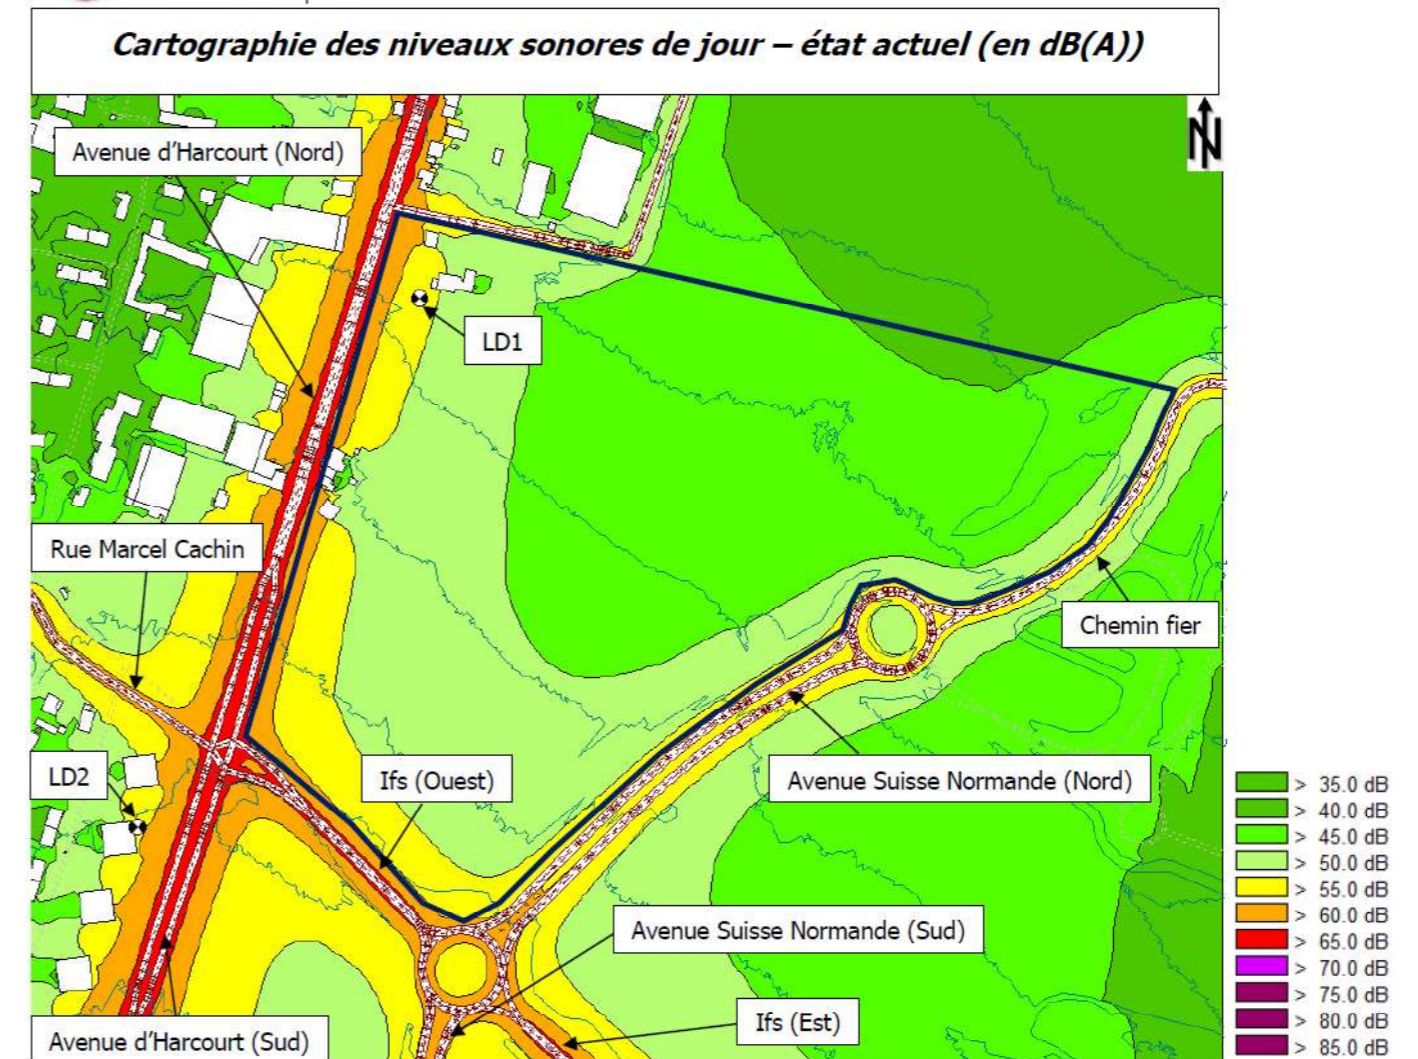 Cartographie des niveaux sonores de jour – état actuel (en dB(A))
N
Avenue d'Harcourt (Nord)
LD1
Rue Marcel Cachin
Chemin fier
LD2
Ifs (Ouest)
Avenue Suisse Normande (Nord)
Avenue Suisse Normande (Sud)
Ifs (Est)
Avenue d'Harcourt (Sud)
> 35.0 dB
> 40.0 dB
> 45.0 dB
> 50.0 dB
> 55.0 dB
> 60.0 dB
> 65.0 dB
> 70.0 dB
> 75.0 dB
> 80.0 dB
> 85.0 dB